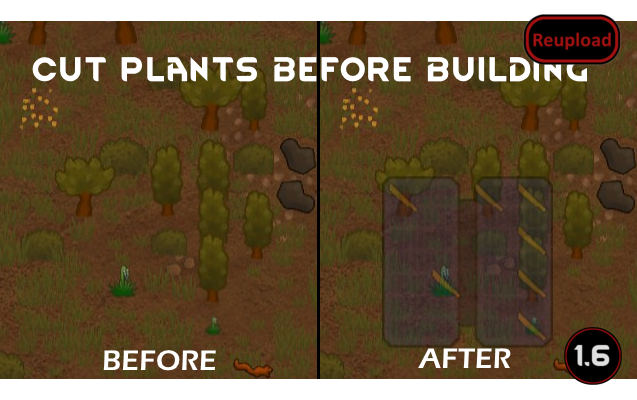 Reupload
CUT PLANTS BEFORE BUILDING
BEFORE
AFTER
1.6